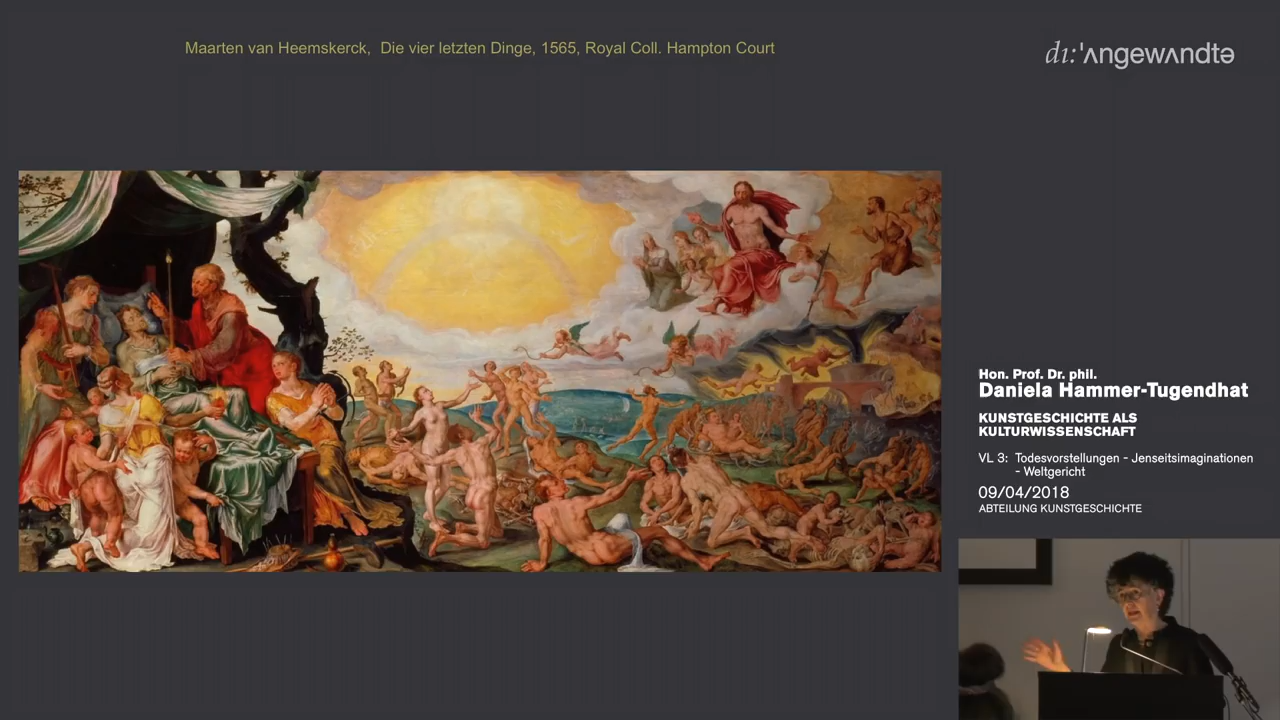 Maarten van Heemskerck, Die vier letzten Dinge, 1565, Royal Coll. Hampton Court
dı:'ʌngewʌndtə
Hon. Prof. Dr. phil.
Daniela Hammer-Tugendhat
KUNSTGESCHICHTE ALS
KULTURWISSENSCHAFT
VL 3: Todesvorstellungen - Jenseitsimaginationen
- Weltgericht
09/04/2018
ABTEILUNG KUNSTGESCHICHTE